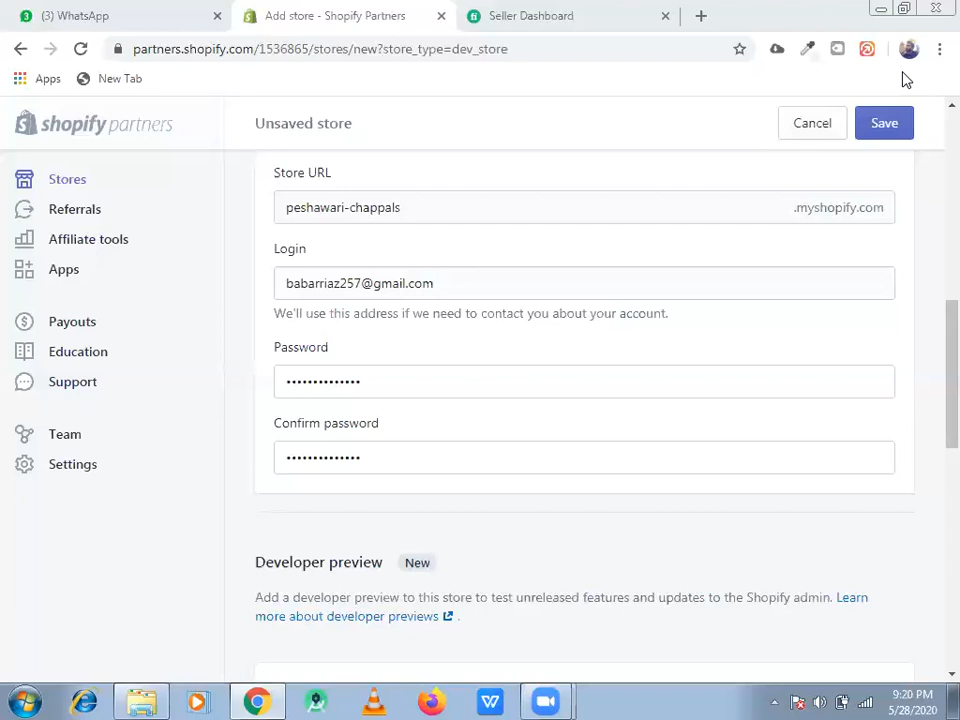 (3) WhatsApp
Add store - Shopify Partners
Seller Dashboard
partners.shopify.com/1536865/stores/new?store_type=dev_store
Apps
New Tab
shopify partners
Unsaved store
Cancel
Save
Stores
Referrals
Affiliate tools
Apps
Payouts
Education
Support
Team
Settings
Store URL
peshawari-chappals
.myshopify.com
Login
babarriaz257@gmail.com
We'll use this address if we need to contact you about your account.
Password
••••••••••••••
Confirm password
••••••••••••••
Developer preview
New
Add a developer preview to this store to test unreleased features and updates to the Shopify admin. Learn
more about developer previews .
9:20 PM
5/28/2020